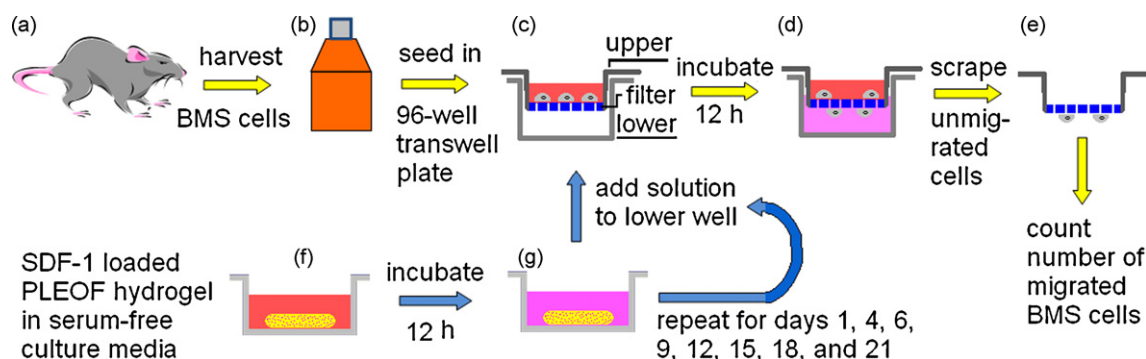 (a)
harvest
BMS cells
(b)
seed in
96-well
transwell
plate
(c)
upper
filter
lower
incubate
12 h
(d)
scrape
unmig-
rated
cells
(e)
count
number of
migrated
BMS cells
add solution
to lower well
SDF-1 loaded
PLEOF hydrogel
in serum-free
culture media
(f)
incubate
12 h
(g)
repeat for days 1, 4, 6,
9, 12, 15, 18, and 21